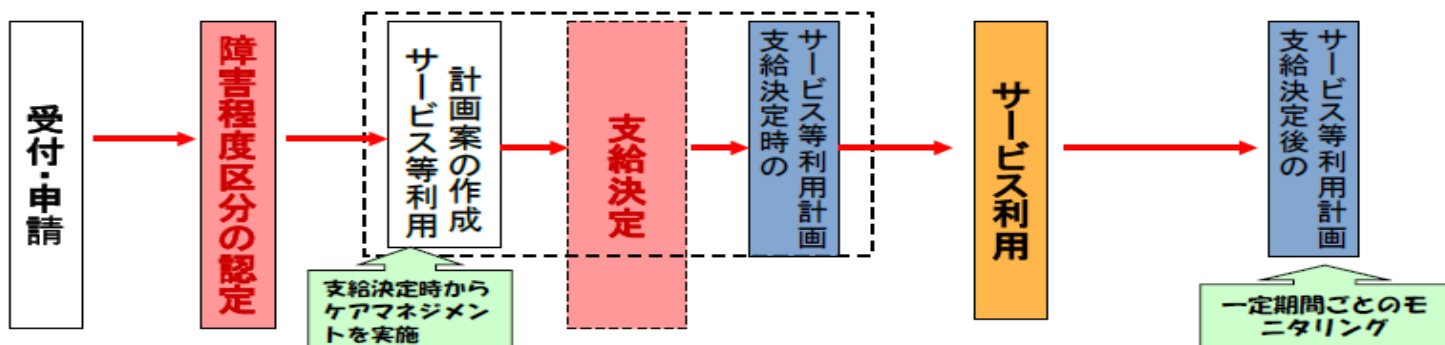 受付・申請
障害程度区分の認定
サービス等利用
計画案の作成
支給決定
支給決定時の
サービス等利用計画
サービス利用
支給決定後の
サービス等利用計画
支給決定時から
ケアマネジメン
トを実施
一定期間ごとのモ
ニタリング